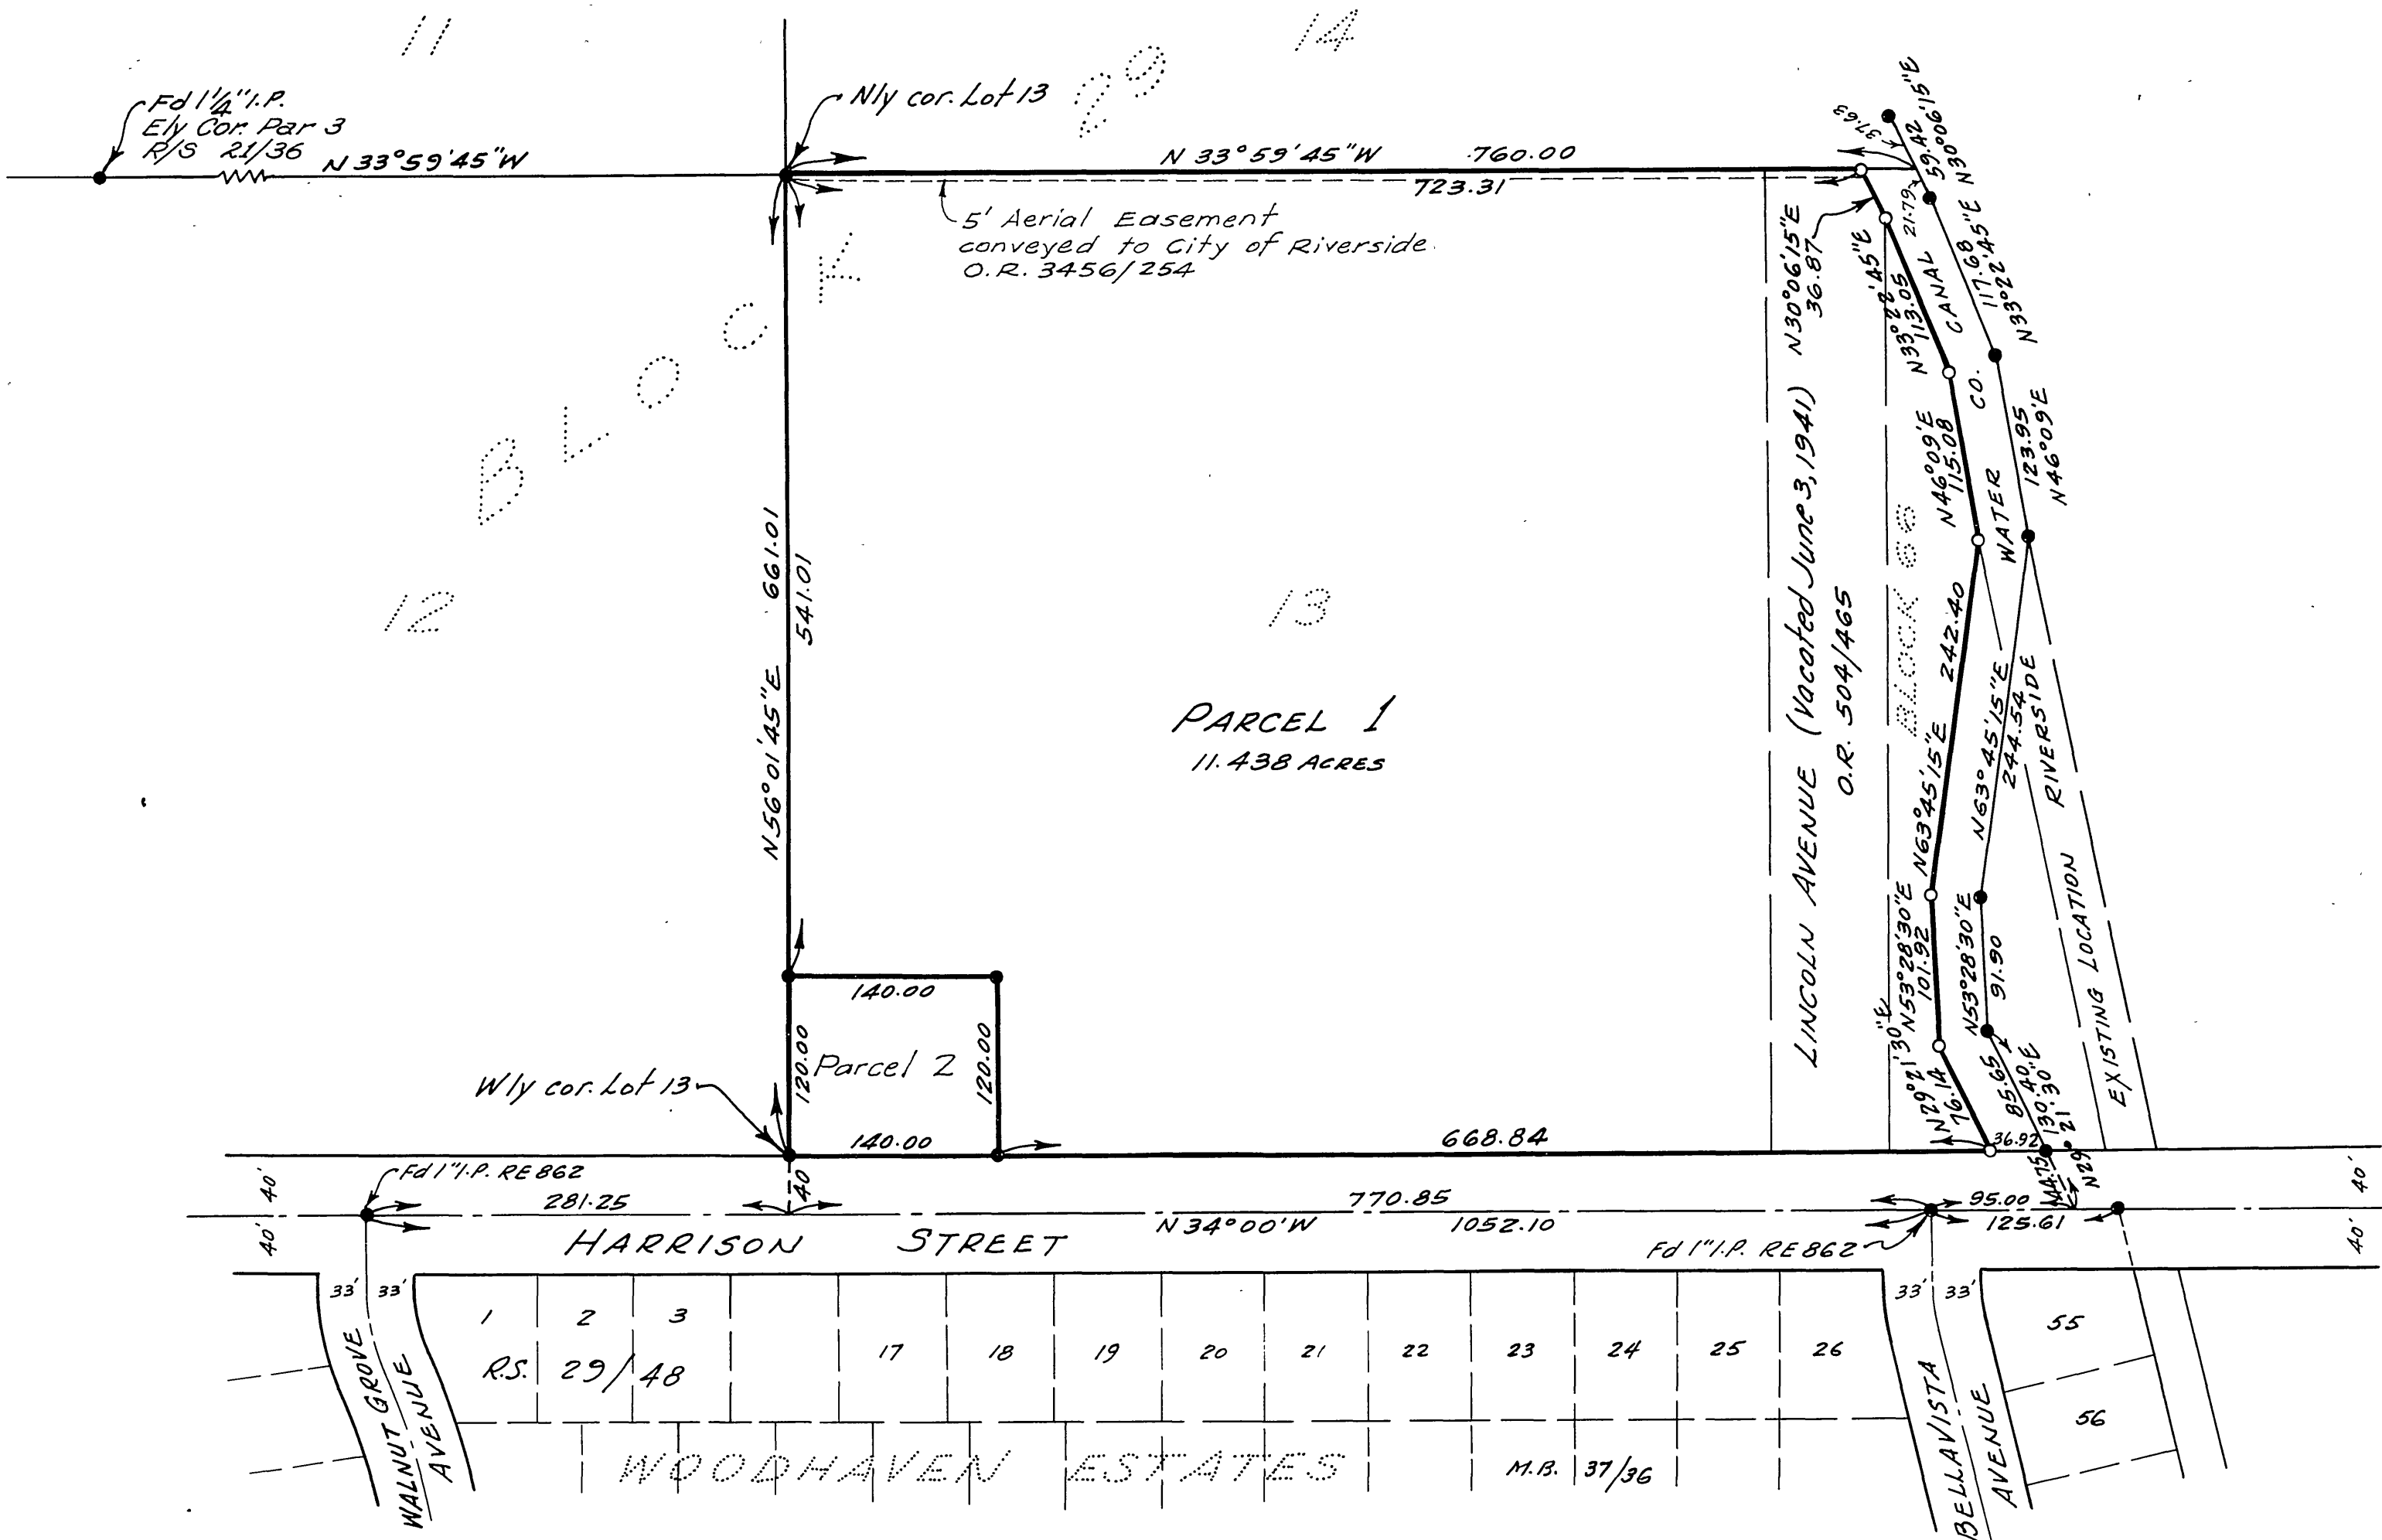 11
14
29
Fd 1¼" I.P.
Ely Cor. Par 3
R/S 21/36
N 33°59'45"W
Nly cor. Lot 13
N 33°59'45"W 760.00
723.31
5' Aerial Easement
conveyed to City of Riverside.
O.R. 3456/254
37.63
59.42
N30°06'15"E
21.79
117.68
N33°22'45"E
N30°06'15"E
36.87
N33°22'45"E
113.05
CANAL
BLOCK
K
12
13
N56°01'45"E 661.01
541.01
PARCEL 1
11.438 ACRES
LINCOLN AVENUE (Vacated June 3, 1941)
O.R. 504/465
BLOCK 55
N46°09'E
115.08
WATER CO.
123.95
N46°09'E
N63°45'15"E 242.40
N63°45'15"E
244.54
RIVERSIDE
EXISTING LOCATION
N53°28'30"E
101.92
N53°28'30"E
91.90
N29°21'30"E
76.14
85.65
130.40
N29°21'30"E
44.75
36.92
140.00
120.00
Parcel 2
120.00
140.00
Wly cor. Lot 13
668.84
40' 40'
Fd 1" I.P. RE 862
281.25
40
770.85
N 34°00'W 1052.10
95.00
125.61
Fd 1" I.P. RE 862
40' 40'
HARRISON STREET
33' 33'
WALNUT GROVE
AVENUE
1 2 3
R.S. 29/48
17 18 19 20 21 22 23 24 25 26
33' 33'
BELLAVISTA
AVENUE
55
56
WOODHAVEN ESTATES
M.B. 37/36